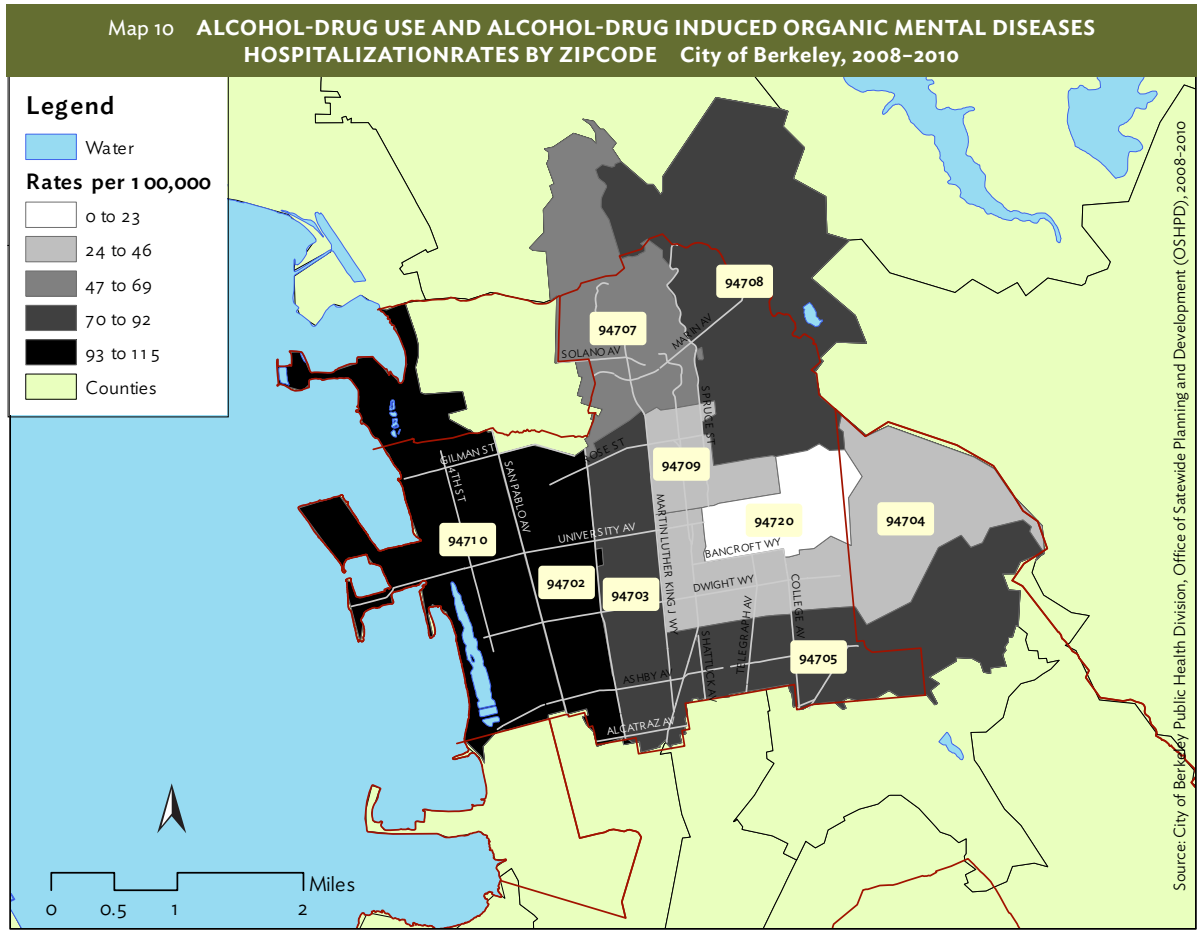 Map 10 ALCOHOL-DRUG USE AND ALCOHOL-DRUG INDUCED ORGANIC MENTAL DISEASES
HOSPITALIZATIONRATES BY ZIPCODE City of Berkeley, 2008–2010
Legend
Water
Rates per 100,000
0 to 23
24 to 46
47 to 69
70 to 92
93 to 115
Counties
94708
94707
MARIN AV
SOLANO AV
SPRUCE ST
ROSE ST
GILMAN ST
94709
4TH ST
SAN PABLO AV
MARTIN LUTHER KING J WY
94720
94704
UNIVERSITY AV
94710
BANCROFT WY
94702
94703
DWIGHT WY
COLLEGE AV
TELEGRAPH AV
SHATTUCK AV
94705
ASHBY AV
ALCATRAZ AV
Miles
0 0.5 1 2
Source: City of Berkeley Public Health Division, Office of Satewide Planning and Development (OSHPD), 2008-2010